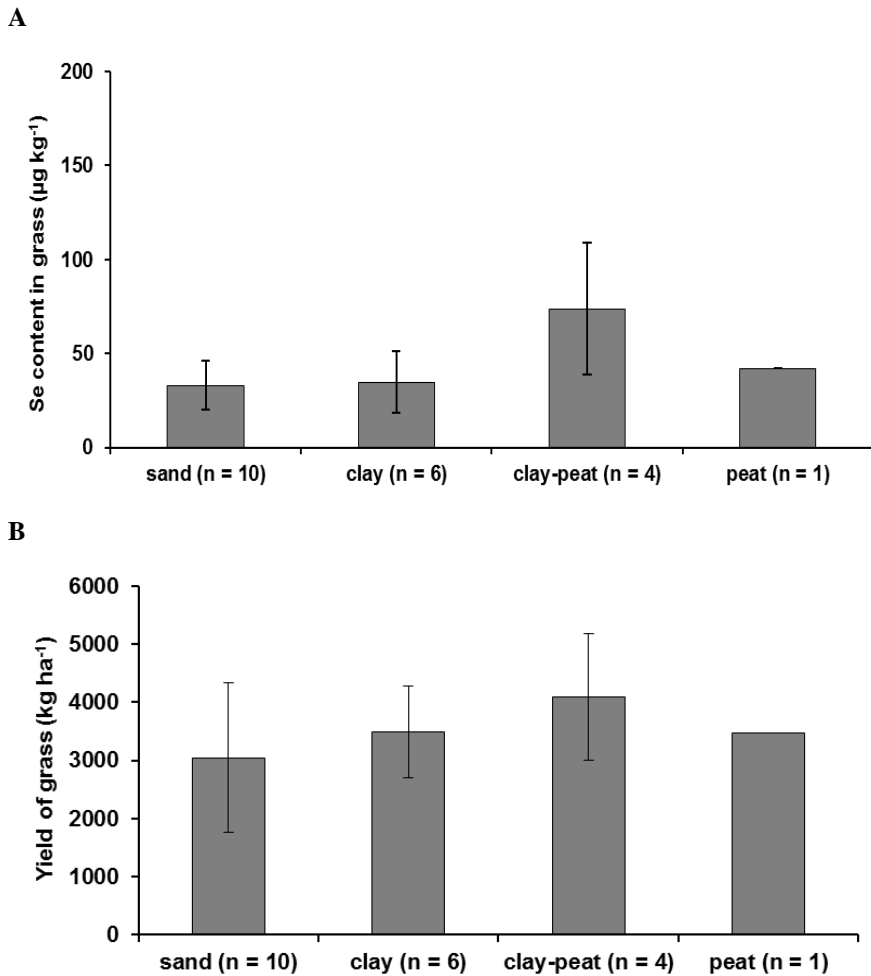 A
Se content in grass (µg kg⁻¹)
200
150
100
50
0
sand (n = 10) clay (n = 6) clay-peat (n = 4) peat (n = 1)
B
Yield of grass (kg ha⁻¹)
6000
5000
4000
3000
2000
1000
0
sand (n = 10) clay (n = 6) clay-peat (n = 4) peat (n = 1)